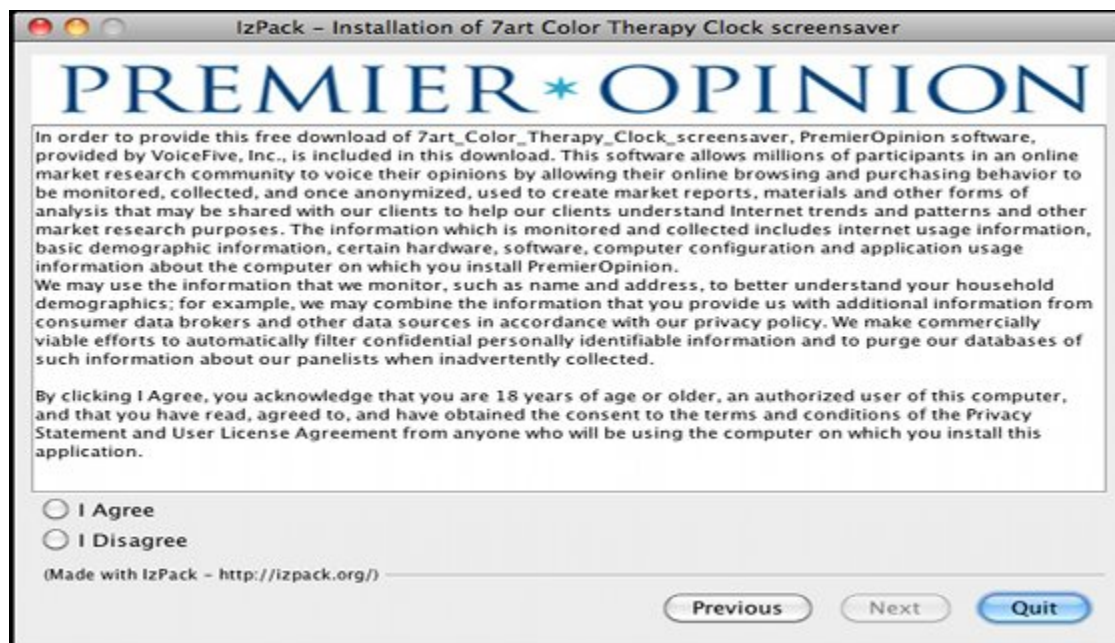 IzPack - Installation of 7art Color Therapy Clock screensaver
PREMIER*OPINION
In order to provide this free download of 7art_Color_Therapy_Clock_screensaver, PremierOpinion software,
provided by VoiceFive, Inc., is included in this download. This software allows millions of participants in an online
market research community to voice their opinions by allowing their online browsing and purchasing behavior to
be monitored, collected, and once anonymized, used to create market reports, materials and other forms of
analysis that may be shared with our clients to help our clients understand Internet trends and patterns and other
market research purposes. The information which is monitored and collected includes internet usage information,
basic demographic information, certain hardware, software, computer configuration and application usage
information about the computer on which you install PremierOpinion.
We may use the information that we monitor, such as name and address, to better understand your household
demographics; for example, we may combine the information that you provide us with additional information from
consumer data brokers and other data sources in accordance with our privacy policy. We make commercially
viable efforts to automatically filter confidential personally identifiable information and to purge our databases of
such information about our panelists when inadvertently collected.
By clicking I Agree, you acknowledge that you are 18 years of age or older, an authorized user of this computer,
and that you have read, agreed to, and have obtained the consent to the terms and conditions of the Privacy
Statement and User License Agreement from anyone who will be using the computer on which you install this
application.
I Agree
I Disagree
(Made with IzPack - http://izpack.org/)
Previous Next Quit